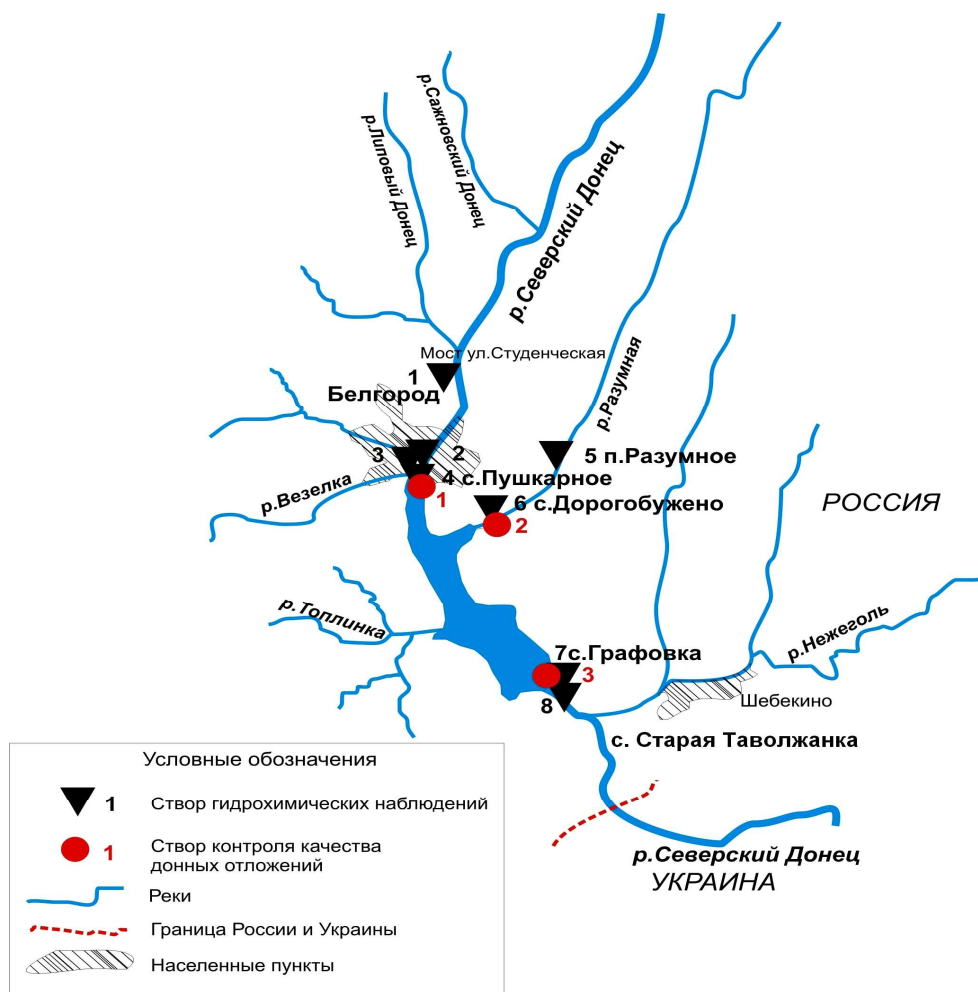 р.Сажновский Донец
р.Липовый Донец
р.Северский Донец
Мост ул.Студенческая
1
Белгород
р.Разумная
3
2
5 п.Разумное
4 с.Пушкарное
р.Везелка
1
6 с.Дорогобужено
2
РОССИЯ
р.Топлинка
р.Нежеголь
7с.Графовка
3
8
Шебекино
с. Старая Таволжанка
р.Северский Донец
УКРАИНА
Условные обозначения
1 Створ гидрохимических наблюдений
1 Створ контроля качества
донных отложений
Реки
Граница России и Украины
Населенные пункты